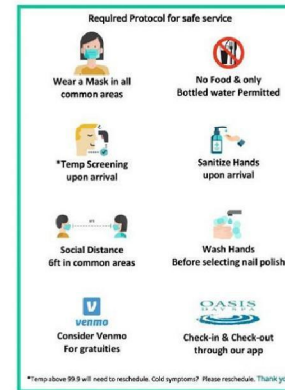 Required Protocol for safe service
Wear a Mask in all
common areas
No Food & only
Bottled water Permitted
*Temp Screening
upon arrival
Sanitize Hands
upon arrival
Social Distance
6ft in common areas
Wash Hands
Before selecting nail polish
V
venmo
Consider Venmo
For gratuities
OASIS
DAY SPA
Check-in & Check-out
through our app
*Temp above 99.9 will need to reschedule. Cold symptoms? Please reschedule. Thank you